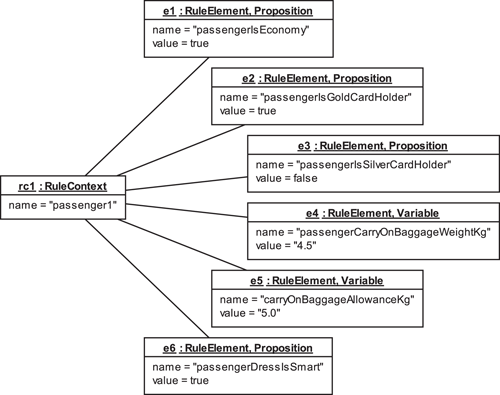 e1 : RuleElement, Proposition
name = "passengerIsEconomy"
value = true
e2 : RuleElement, Proposition
name = "passengerIsGoldCardHolder"
value = true
e3 : RuleElement, Proposition
name = "passengerIsSilverCardHolder"
value = false
rc1 : RuleContext
name = "passenger1"
e4 : RuleElement, Variable
name = "passengerCarryOnBaggageWeightKg"
value = "4.5"
e5 : RuleElement, Variable
name = "carryOnBaggageAllowanceKg"
value = "5.0"
e6 : RuleElement, Proposition
name = "passengerDressIsSmart"
value = true